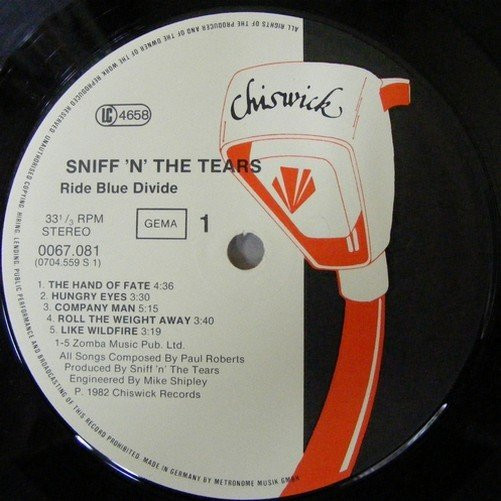 ALL RIGHTS OF THE PRODUCER AND OF THE OWNER OF THE WORK REPRODUCED RESERVED. UNAUTHORISED COPYING, HIRING, LENDING, PUBLIC PERFORMANCE AND BROADCASTING OF THIS RECORD PROHIBITED. MADE IN GERMANY BY METRONOME MUSIK GMBH
Chiswick
LC 4658
SNIFF 'N' THE TEARS
Ride Blue Divide
33 1/3 RPM
STEREO
GEMA
1
0067.081
(0704.559 S 1)
1. THE HAND OF FATE 4:36
2. HUNGRY EYES 3:30
3. COMPANY MAN 5:15
4. ROLL THE WEIGHT AWAY 3:40
5. LIKE WILDFIRE 3:19
1-5 Zomba Music Pub. Ltd.
All Songs Composed By Paul Roberts
Produced By Sniff 'n' The Tears
Engineered By Mike Shipley
P. 1982 Chiswick Records